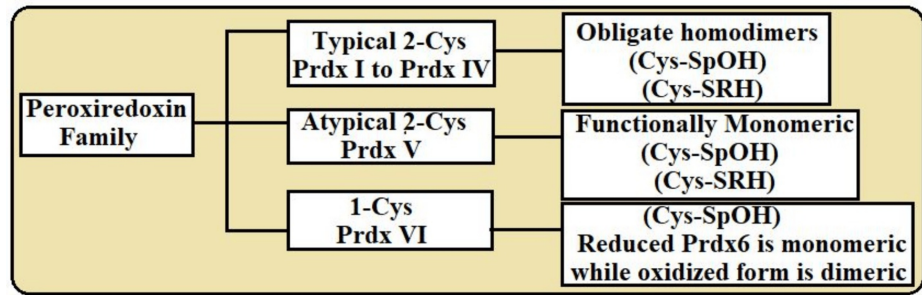 Peroxiredoxin
Family
Typical 2-Cys
Prdx I to Prdx IV
Obligate homodimers
(Cys-SpOH)
(Cys-SRH)
Atypical 2-Cys
Prdx V
Functionally Monomeric
(Cys-SpOH)
(Cys-SRH)
1-Cys
Prdx VI
(Cys-SpOH)
Reduced Prdx6 is monomeric
while oxidized form is dimeric